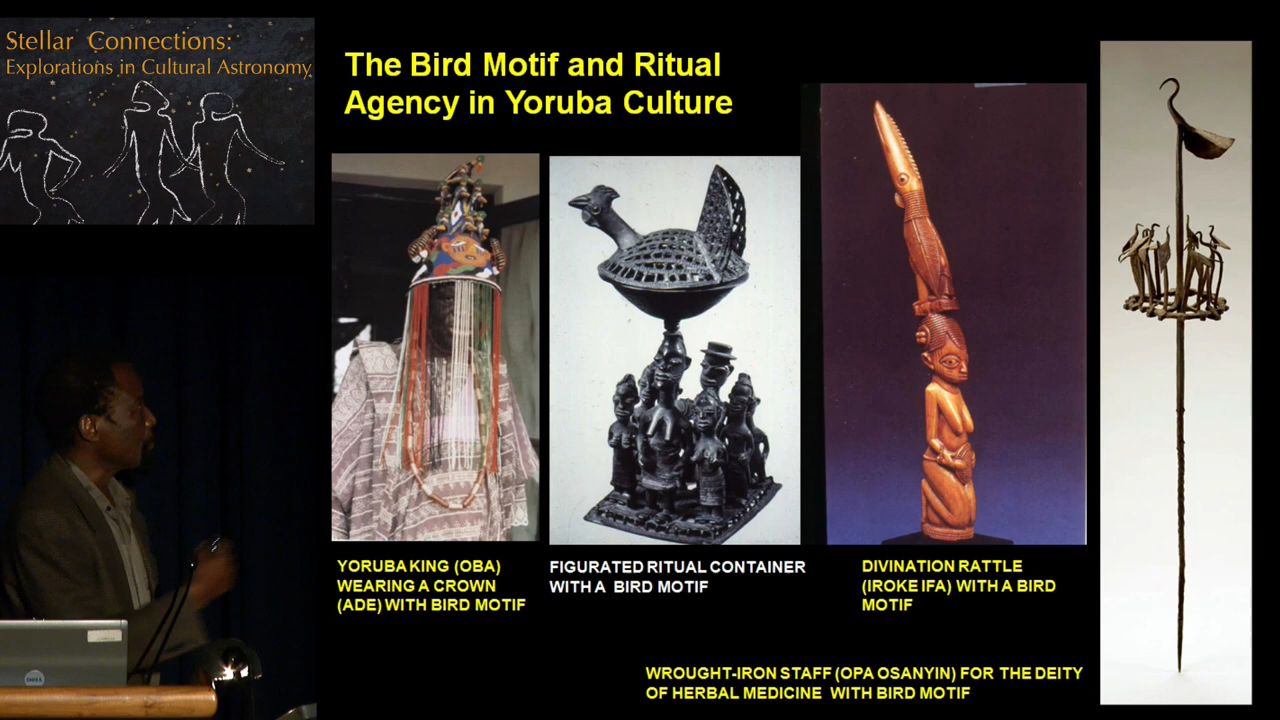 Stellar Connections:
Explorations in Cultural Astronomy
The Bird Motif and Ritual
Agency in Yoruba Culture
YORUBA KING (OBA)
WEARING A CROWN
(ADE) WITH BIRD MOTIF
FIGURATED RITUAL CONTAINER
WITH A BIRD MOTIF
DIVINATION RATTLE
(IROKE IFA) WITH A BIRD
MOTIF
WROUGHT-IRON STAFF (OPA OSANYIN) FOR THE DEITY
OF HERBAL MEDICINE WITH BIRD MOTIF
DELL